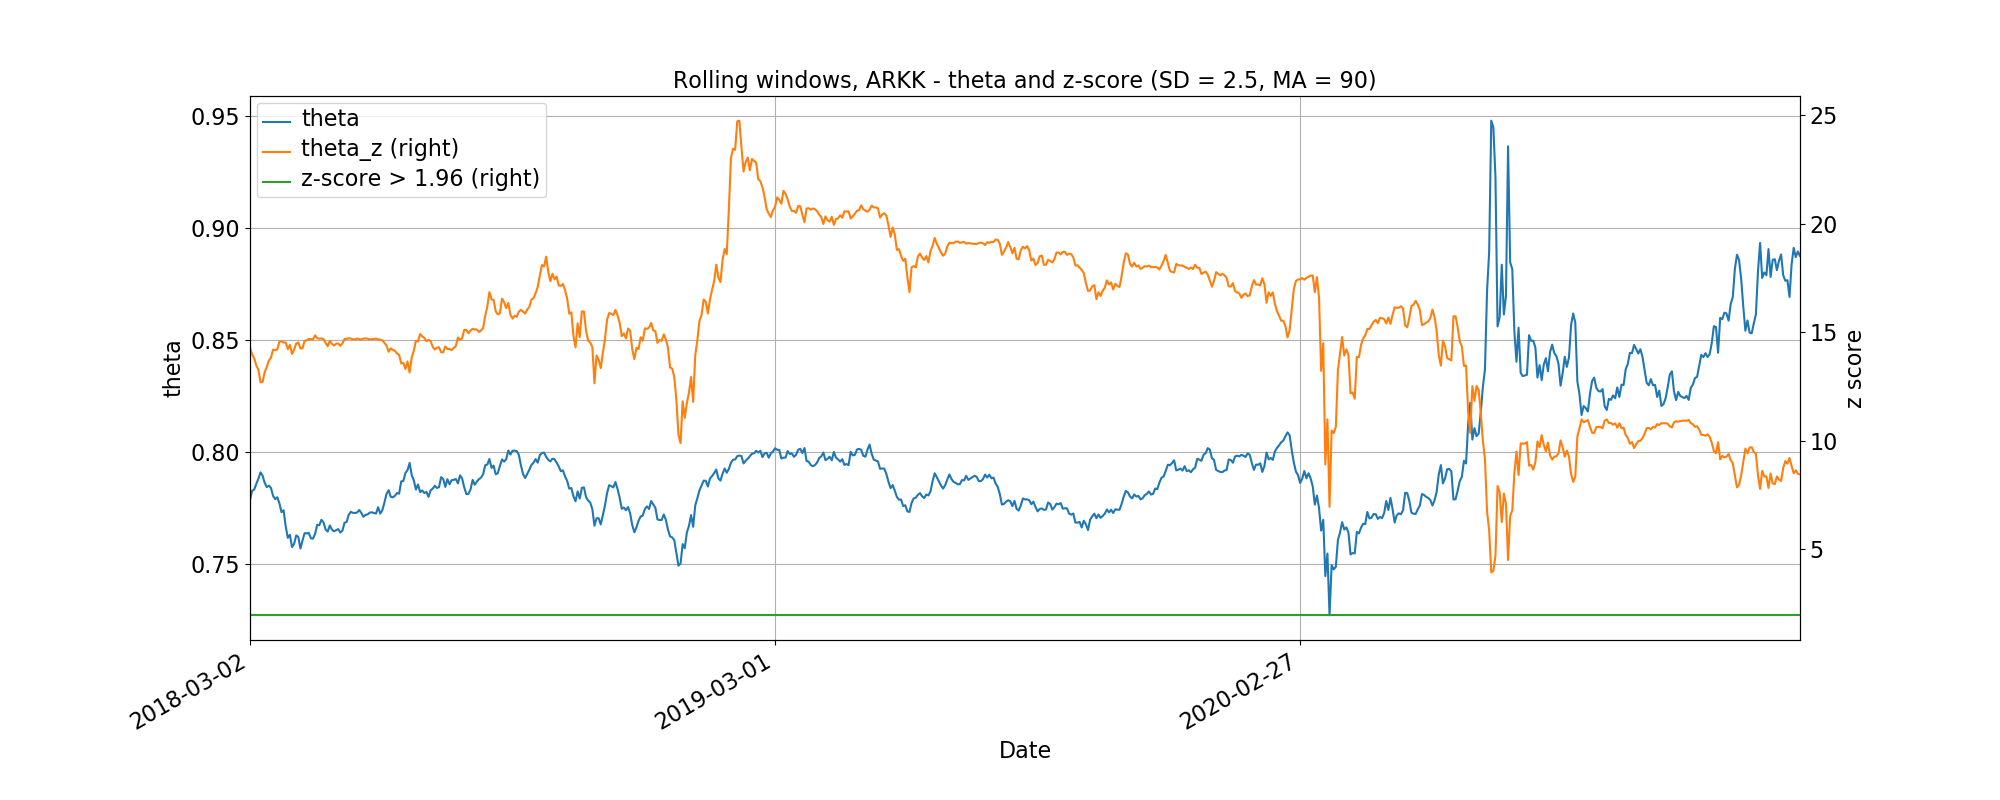 Rolling windows, ARKK - theta and z-score (SD = 2.5, MA = 90)
theta
theta_z (right)
z-score > 1.96 (right)
0.95
0.90
0.85
0.80
0.75
theta
25
20
15
10
5
z score
2018-03-02
2019-03-01
2020-02-27
Date